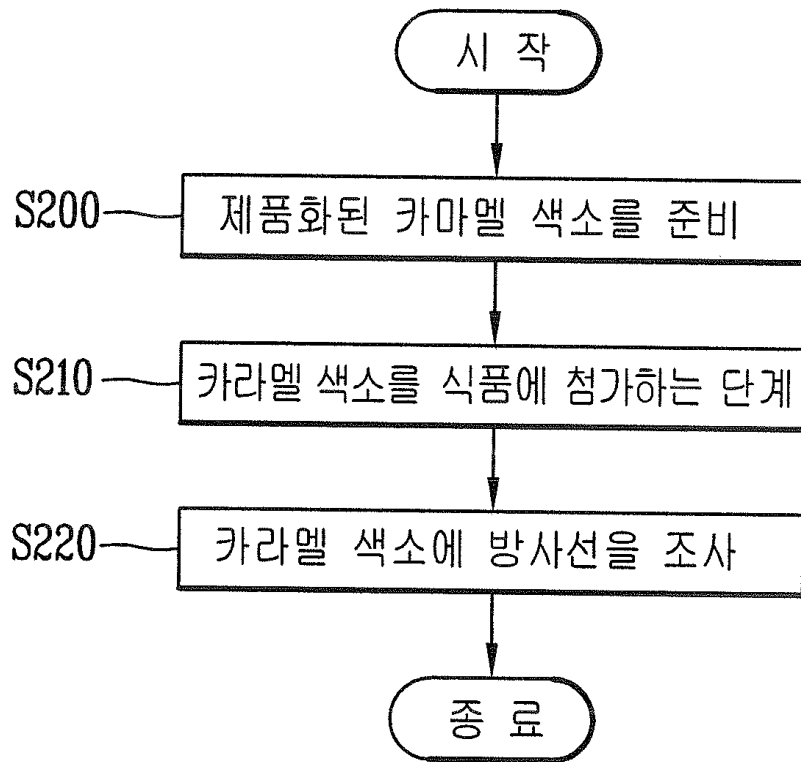 시 작
S200 제품화된 카마멜 색소를 준비
S210 카라멜 색소를 식품에 첨가하는 단계
S220 카라멜 색소에 방사선을 조사
종 료